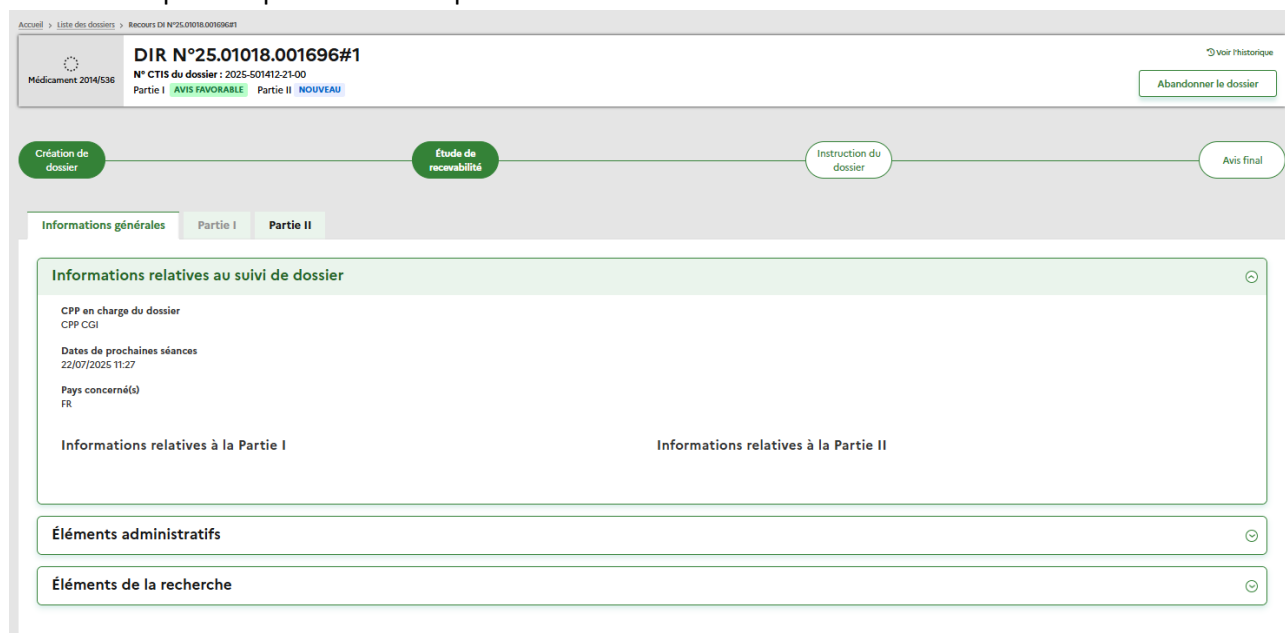 Accueil > Liste des dossiers > Recours DI N°25.01018.001696#1
Médicament 2014/536
DIR N°25.01018.001696#1
N° CTIS du dossier : 2025-501412-21-00
Partie I AVIS FAVORABLE Partie II NOUVEAU
Voir l'historique
Abandonner le dossier
Création de
dossier
Étude de
recevabilité
Instruction du
dossier
Avis final
Informations générales Partie I Partie II
Informations relatives au suivi de dossier
CPP en charge du dossier
CPP CGI
Dates de prochaines séances
22/07/2025 11:27
Pays concerné(s)
FR
Informations relatives à la Partie I Informations relatives à la Partie II
Éléments administratifs
Éléments de la recherche